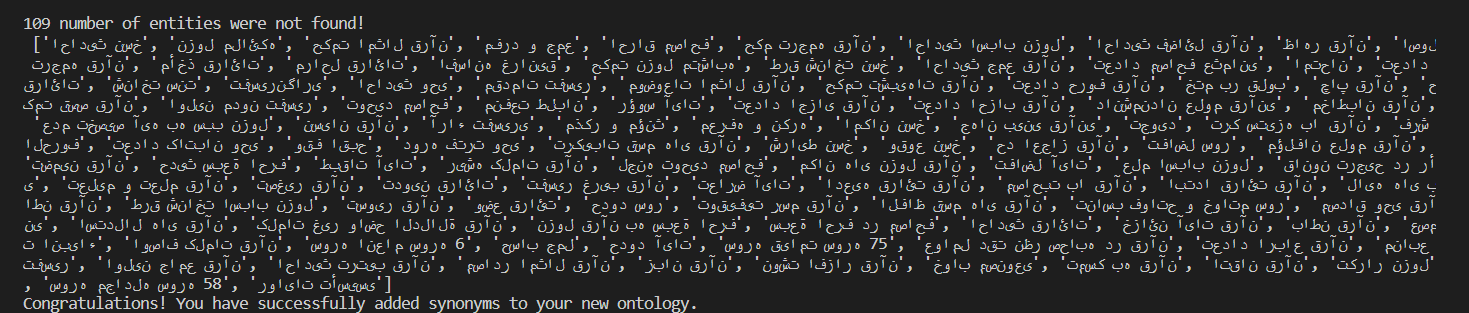 109 number of entities were not found!
['احادیث نسخ', 'نزول ملائکه', 'حکمت امثال قرآن', 'مفرد و جمع', 'احراق مصاحف', 'حکم ترجمه قرآن', 'احادیث اسباب نزول', 'احادیث فضائل قرآن', 'ظاهر قرآن', 'اصول
ترجمه قرآن', 'مأخذ قرائات', 'مراحل قرائات', 'افسانه غرانیق', 'حکمت نزول متشابه', 'طرق شناخت نسخ', 'احادیث جمع قرآن', 'تعداد مصاحف عثمانی', 'امتحان', 'تعداد
قرائات', 'شناخت سنت', 'تفسیرنگاری', 'احادیث وحی', 'مقدمات تفسیر', 'موضوعات امثال قرآن', 'حکمت تشبیهات قرآن', 'تعداد حروف قرآن', 'ختم بر قلوب', 'چاپ قرآن', 'ح
کمت قصص قرآن', 'اولین مدون تفسیر', 'توحید مصاحف', 'منفعت طلبان', 'رؤوس آیات', 'تعداد اجزای قرآن', 'تعداد احزاب قرآن', 'دانشمندان علوم قرآنی', 'مخاطبان قرآن',
'عدم تخصیص آیه به سبب نزول', 'نسیان قرآن', 'آراء تفسیری', 'مذکر و مؤنث', 'معرفه و نکره', 'امکان نسخ', 'جهان بینی قرآنی', 'تجوید', 'ترک ستیزه با قرآن', 'شرف
الحروف', 'تعداد کاتبان وحی', 'وقف اقبح', 'دوره فترت وحی', 'ترکیبات قسم های قرآن', 'شرایط نسخ', 'وقوع نسخ', 'حد اعجاز قرآن', 'تفاضل سور', 'مؤلفان علوم قرآن',
'تضمین قرآن', 'حدیث سبعة احرف', 'آیات', 'ریشه کلمات قرآن', 'لجنه توحید مصاحف', 'مکان های نزول قرآن', 'تفاضل آیات', 'علم اسباب نزول', 'قانون در رأ
ی', 'تعلیم و تعلم قرآن', 'تصغیر قرآن', 'تدوین قرائات', 'تفسیر غریب قرآن', 'تعارض آیات', 'ادعیه قرائت قرآن', 'مصاحبت با قرآن', 'ابتدا قرائت قرآن', 'لایه های ب
اطن قرآن', 'طرق شناخت اسباب نزول', 'تسویر قرآن', 'وضع قرائت', 'حدود سور', 'توقیفیت رسم قرآن', 'الفاظ قسم های قرآن', 'تناسب فواتح و خواتم سور', 'وحی قرآن
نی', 'استدلال های قرآن', 'کلمات غیر واضح الدلالة قرآن', 'نزول قرآن به سبعة احرف', 'سبعة احرف در مصاحف', 'احادیث قرائات', 'خزائن آیات قرآن', 'باطن قرآن', 'عصم
ت انبیاء', 'اوصاف کلمات قرآن', 'سوره انعام سوره 6', 'حساب جمل', 'حدود آیات', 'سوره قیامت سوره 75', 'عوامل دقت نظر صحابه در قرآن', 'تعداد ارباع قرآن', 'منابع
تفسیر', 'اولین جامع قرآن', 'احادیث ترتیب قرآن', 'مصادر امثال قرآن', 'زبان قرآن', 'نوشت افزار قرآن', 'خواب مصنوعی', 'تمسک به قرآن', 'اتقان قرآن', 'تکرار نزول'
, 'سوره مجادله سوره 58', 'روایات تأسیسی']
Congratulations! You have successfully added synonyms to your new ontology.